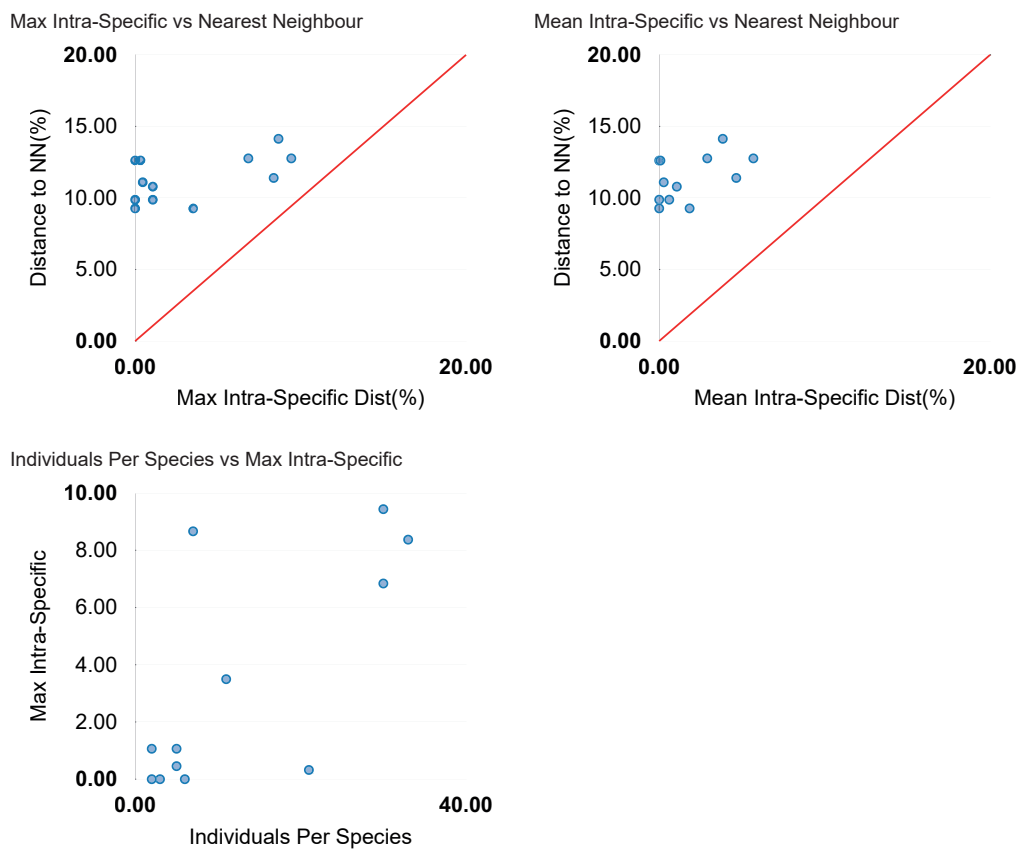 Max Intra-Specific vs Nearest Neighbour
20.00
15.00
10.00
5.00
0.00
Distance to NN(%)
0.00
20.00
Max Intra-Specific Dist(%)
Mean Intra-Specific vs Nearest Neighbour
20.00
15.00
10.00
5.00
0.00
Distance to NN(%)
0.00
20.00
Mean Intra-Specific Dist(%)
Individuals Per Species vs Max Intra-Specific
10.00
8.00
6.00
4.00
2.00
0.00
Max Intra-Specific
0.00
40.00
Individuals Per Species